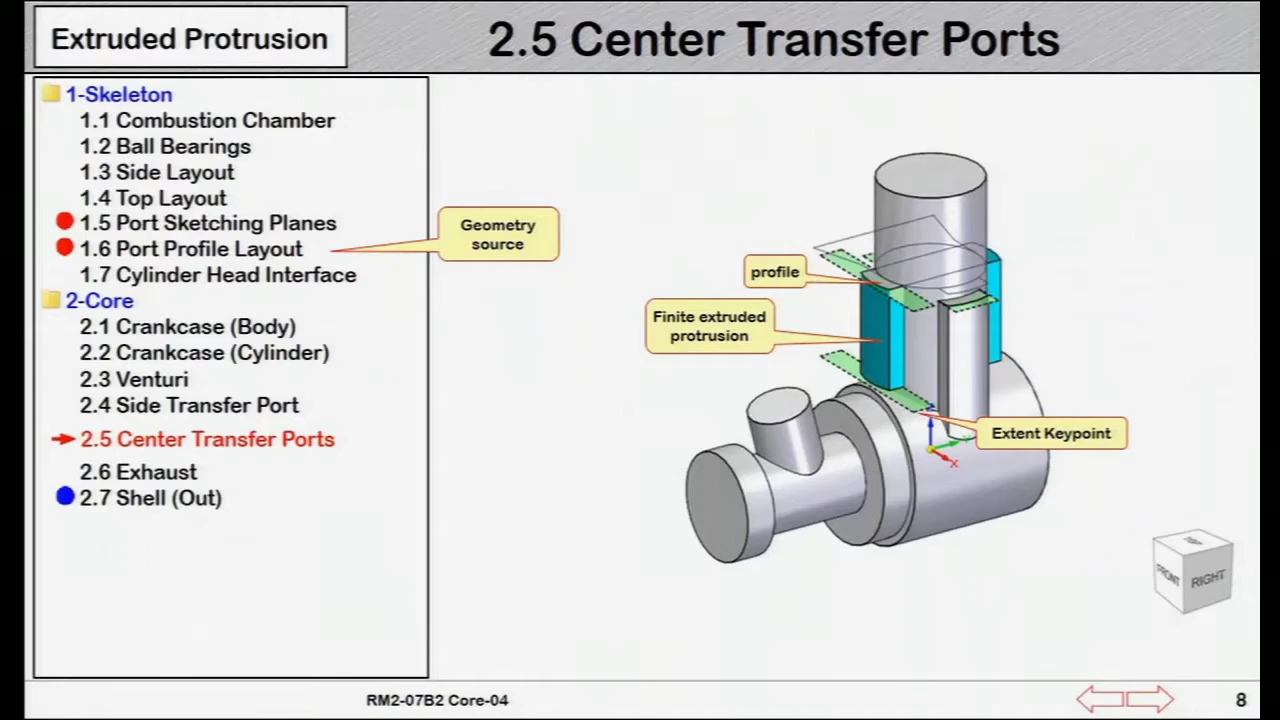 Extruded Protrusion
2.5 Center Transfer Ports
1-Skeleton
1.1 Combustion Chamber
1.2 Ball Bearings
1.3 Side Layout
1.4 Top Layout
1.5 Port Sketching Planes
1.6 Port Profile Layout
1.7 Cylinder Head Interface
2-Core
2.1 Crankcase (Body)
2.2 Crankcase (Cylinder)
2.3 Venturi
2.4 Side Transfer Port
2.5 Center Transfer Ports
2.6 Exhaust
2.7 Shell (Out)
Geometry
source
profile
Finite extruded
protrusion
Extent Keypoint
Z
Y
X
TOP
FRONT
RIGHT
RM2-07B2 Core-04
8